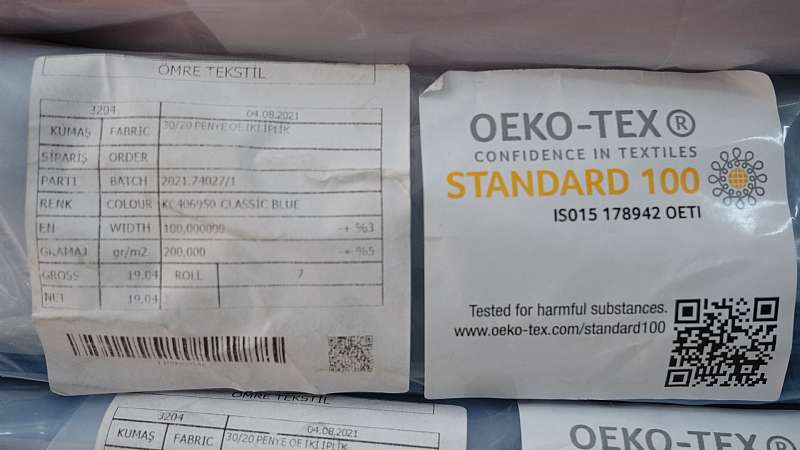 ÖMRE TEKSTİL
3204 04.08.2021
KUMAŞ FABRIC 30/20 PENYE OE İKİ İPLİK
SİPARİŞ ORDER
PARTİ BATCH 2021.74027/1
RENK COLOUR KC406950 CLASSİC BLUE
EN WIDTH 100,000000 -+ %3
GRAMAJ gr/m2 200,000 -+ %5
GROSS 19,04 ROLL 7
NET 19,04
OEKO-TEX®
CONFIDENCE IN TEXTILES
STANDARD 100
IS015 178942 OETI
Tested for harmful substances.
www.oeko-tex.com/standard100
ÖMRE TEKSTİL
3204 04.08.2021
KUMAŞ FABRIC 30/20 PENYE OE İKİ İPLİK
OEKO-TEX®